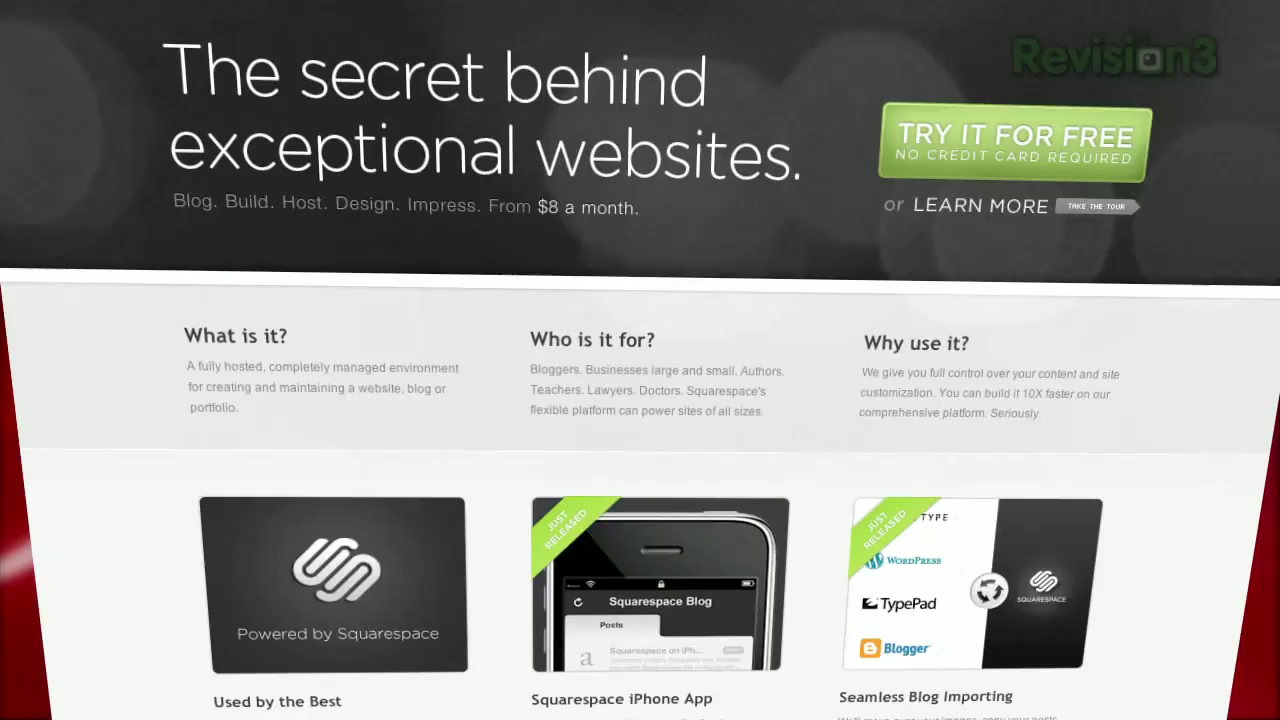 Revision3
The secret behind
exceptional websites.
Blog. Build. Host. Design. Impress. From $8 a month.
TRY IT FOR FREE
NO CREDIT CARD REQUIRED
or LEARN MORE TAKE THE TOUR
What is it?
A fully hosted, completely managed environment
for creating and maintaining a website, blog or
portfolio.
Who is it for?
Bloggers. Businesses large and small. Authors.
Teachers. Lawyers. Doctors. Squarespace's
flexible platform can power sites of all sizes.
Why use it?
We give you full control over your content and site
customization. You can build it 10X faster on our
comprehensive platform. Seriously
Powered by Squarespace
Used by the Best
JUST
RELEASED
Squarespace Blog
Posts
a
Squarespace on iPh...
Squarespace iPhone App
JUST
RELEASED
TYPE
WORDPRESS
TypePad
Blogger
SQUARESPACE
Seamless Blog Importing